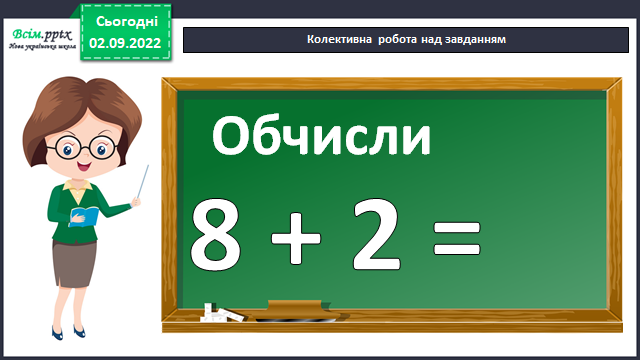 Всім.pptx
Нова українська школа
Сьогодні
02.09.2022
Колективна робота над завданням
Обчисли
8 + 2 =